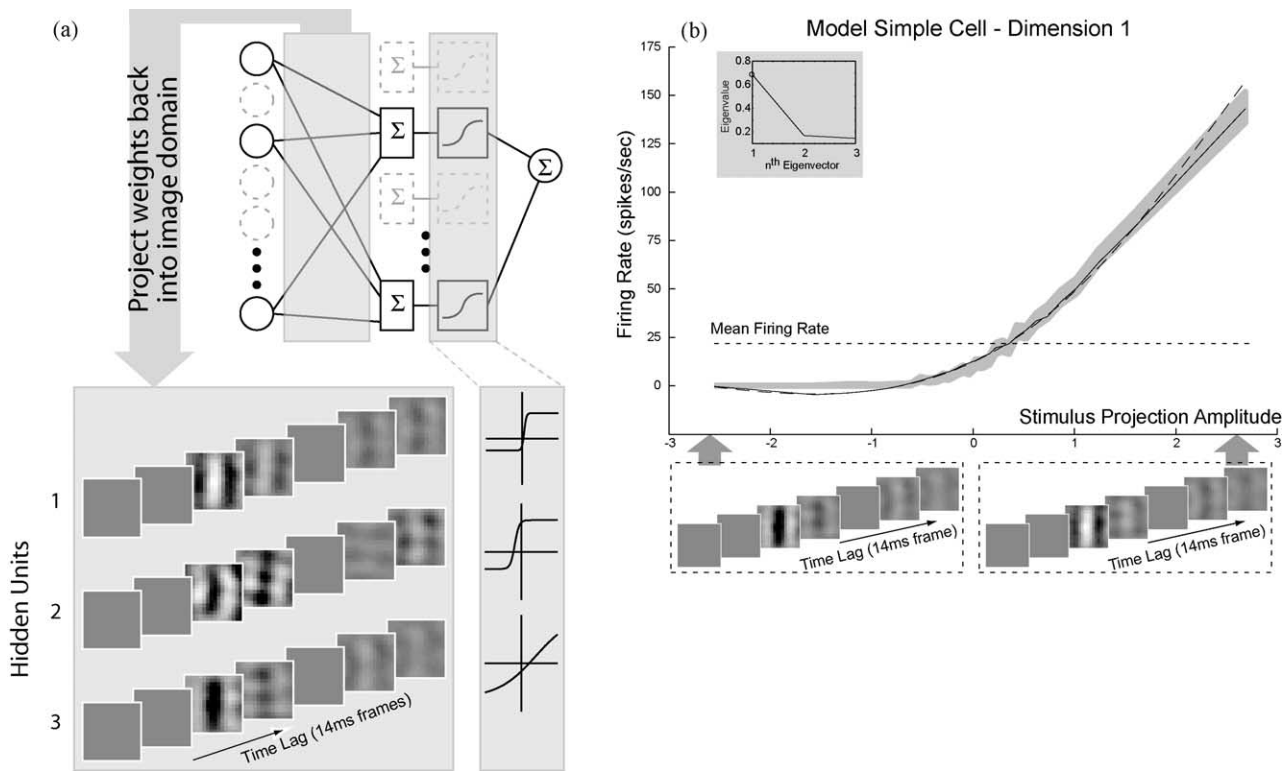 (a)
Project weights back
into image domain
Σ
Σ
Σ
Σ
Σ
Hidden Units
1
2
3
Time Lag (14ms frames)
(b)
Model Simple Cell - Dimension 1
Firing Rate (spikes/sec)
175
150
125
100
75
50
25
0
Eigenvalue
0.8
0.6
0.4
0.2
1
2
3
nth Eigenvector
Mean Firing Rate
Stimulus Projection Amplitude
-3
-2
-1
0
1
2
3
Time Lag (14ms frame)
Time Lag (14ms frame)